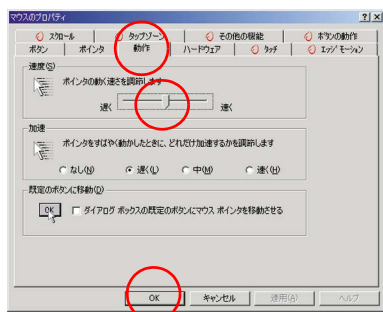 マウスのプロパティ
スクロール タップゾーン その他の機能 ボタンの動作
ボタン ポインタ 動作 ハードウェア タッチ エッジ モーション
速度(S)
ポインタの動く速さを調節します
遅く 速く
加速
ポインタをすばやく動かしたときに、どれだけ加速するかを調節します
なし(N) 遅く(L) 中(M) 速く(H)
既定のボタンに移動(D)
OK ダイアログ ボックスの既定のボタンにマウス ポインタを移動させる
OK キャンセル 適用(A) ヘルプ